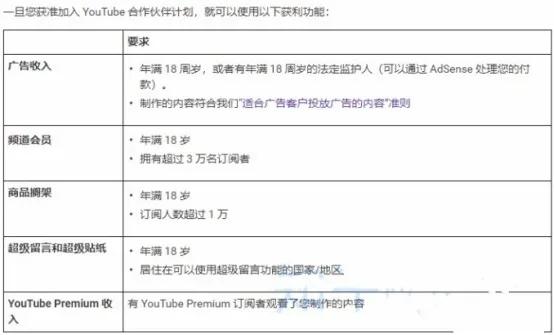 一旦您获准加入 YouTube 合作伙伴计划，就可以使用以下获利功能：
要求
广告收入
• 年满 18 周岁，或者有年满 18 周岁的法定监护人（可以通过 AdSense 处理您的付
款）。
• 制作的内容符合我们"适合广告客户投放广告的内容"准则
频道会员
• 年满 18 岁
• 拥有超过 3 万名订阅者
商品搁架
• 年满 18 岁
• 订阅人数超过 1 万
超级留言和超级贴纸
• 年满 18 岁
• 居住在可以使用超级留言功能的国家/地区
YouTube Premium 收
入
有 YouTube Premium 订阅者观看了您制作的内容